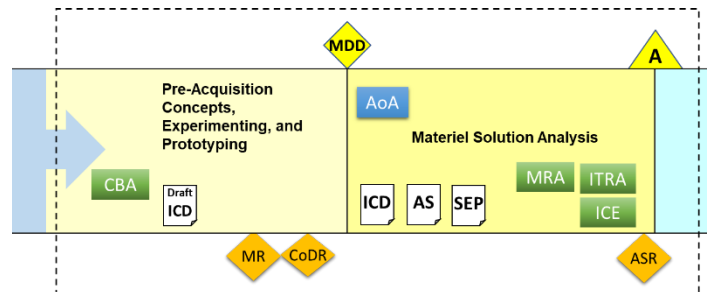 MDD
A
Pre-Acquisition
Concepts,
Experimenting, and
Prototyping
AoA
Materiel Solution Analysis
CBA
Draft
ICD
ICD
AS
SEP
MRA
ITRA
ICE
MR
CoDR
ASR